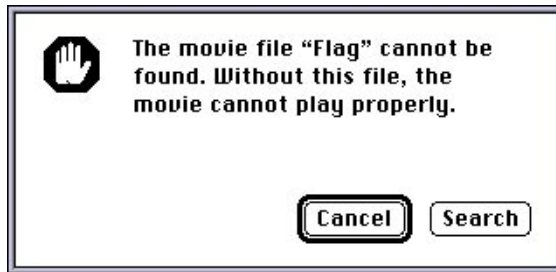 The movie file “Flag” cannot be
found. Without this file, the
movie cannot play properly.
Cancel Search